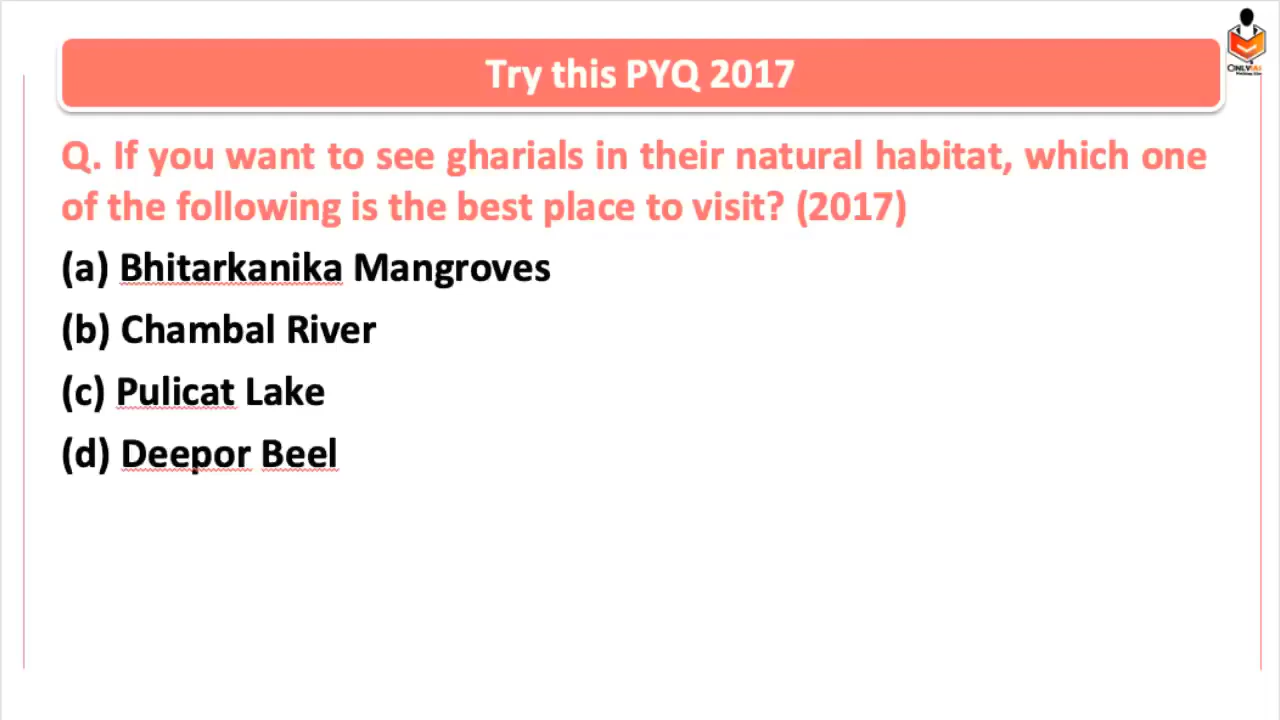 Try this PYQ 2017
Q. If you want to see gharials in their natural habitat, which one
of the following is the best place to visit? (2017)
(a) Bhitarkanika Mangroves
(b) Chambal River
(c) Pulicat Lake
(d) Deepor Beel